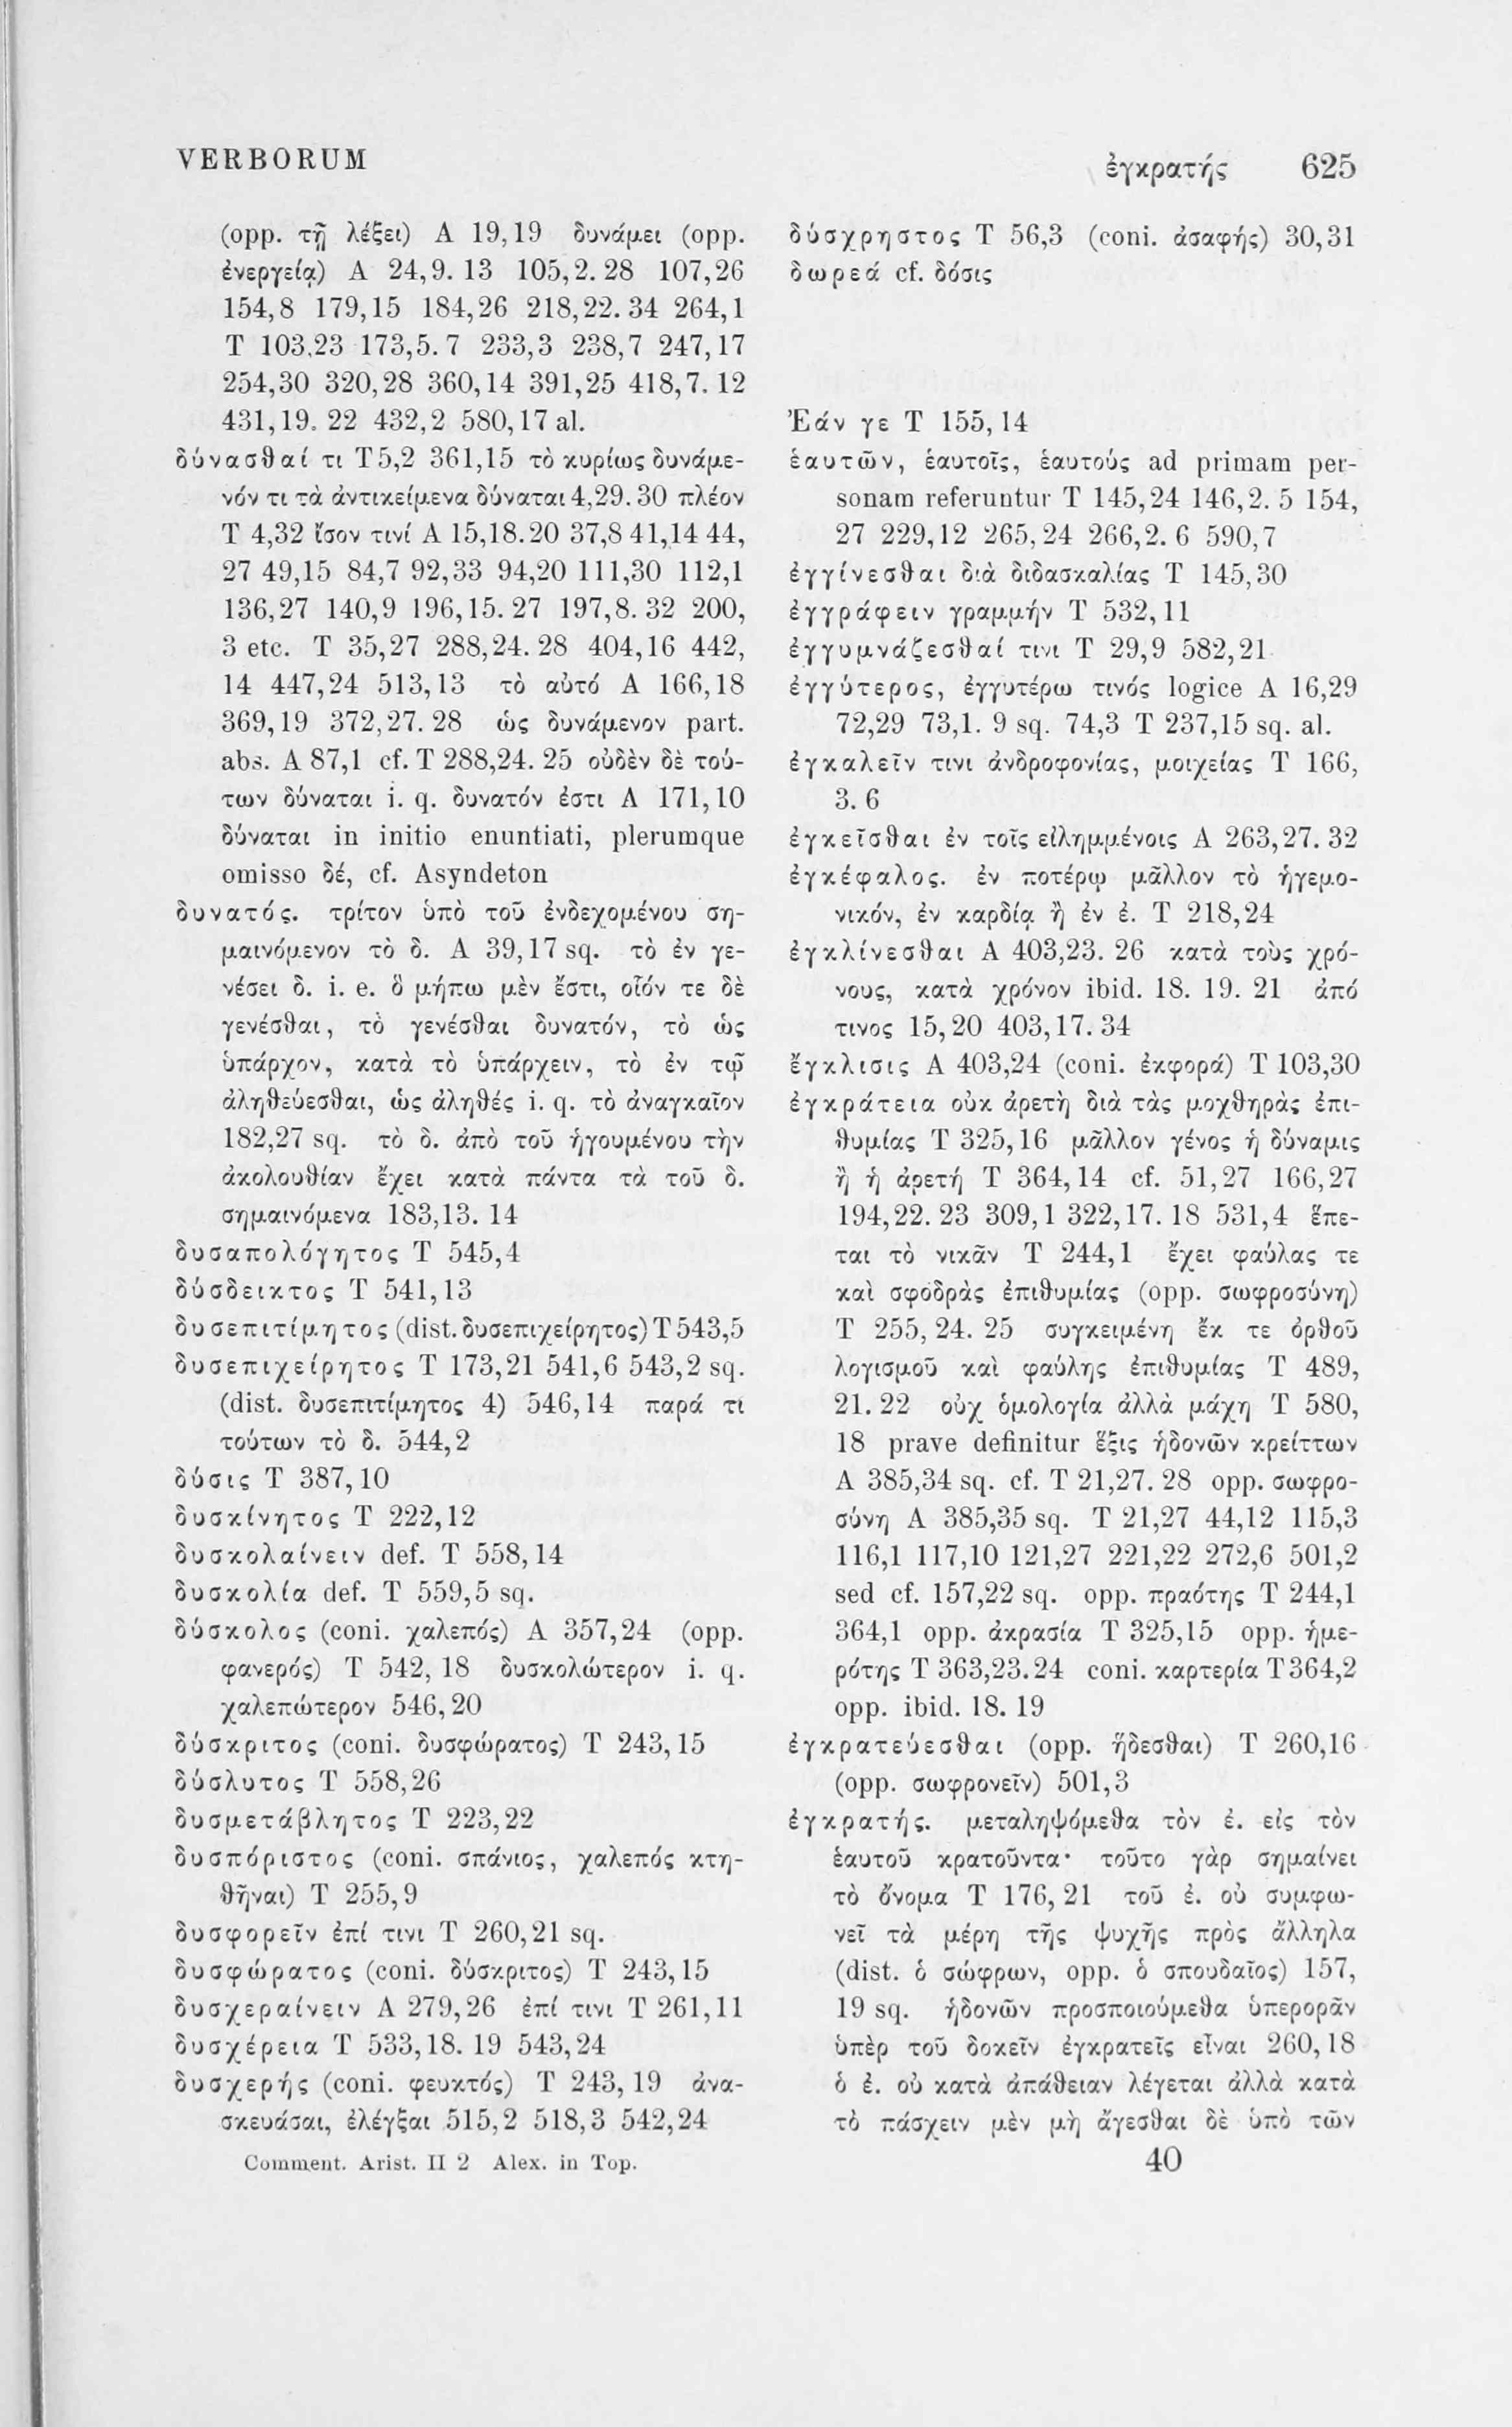 VERBORUM
ἐγκρατής 625
(opp. τῇ λέξει) A 19,19 δυνάμει (opp.
ἐνεργείᾳ) A 24,9. 13 105,2. 28 107,26
154,8 179,15 184,26 218,22. 34 264,1
T 103,23 173,5. 7 233,3 238,7 247,17
254,30 320,28 360,14 391,25 418,7. 12
431,19. 22 432,2 580,17 al.
δύνασθαί τι T 5,2 361,15 τὸ κυρίως δυνάμε-
νόν τι τὰ ἀντικείμενα δύναται 4,29. 30 πλέον
T 4,32 ἴσον τινί A 15,18. 20 37,8 41,14 44,
27 49,15 84,7 92,33 94,20 111,30 112,1
136,27 140,9 196,15. 27 197,8. 32 200,
3 etc. T 35,27 288,24. 28 404,16 442,
14 447,24 513,13 τὸ αὐτό A 166,18
369,19 372,27. 28 ὡς δυνάμενον part.
abs. A 87,1 cf. T 288,24. 25 οὐδὲν δὲ τού-
των δύναται i. q. δυνατόν ἐστι A 171,10
δύναται in initio enuntiati, plerumque
omisso δέ, cf. Asyndeton
δυνατός. τρίτον ὑπὸ τοῦ ἐνδεχομένου ση-
μαινόμενον τὸ δ. A 39,17 sq. τὸ ἐν γε-
νέσει δ. i. e. ὃ μήπω μὲν ἔστι, οἷόν τε δὲ
γενέσθαι, τὸ γενέσθαι δυνατόν, τὸ ὡς
ὑπάρχον, κατὰ τὸ ὑπάρχειν, τὸ ἐν τῷ
ἀληθεύεσθαι, ὡς ἀληθές i. q. τὸ ἀναγκαῖον
182,27 sq. τὸ δ. ἀπὸ τοῦ ἡγουμένου τὴν
ἀκολουθίαν ἔχει κατὰ πάντα τὰ τοῦ δ.
σημαινόμενα 183,13. 14
δυσαπολόγητος T 545,4
δύσδεικτος T 541,13
δυσεπιτίμητος (dist. δυσεπιχείρητος) T 543,5
δυσεπιχείρητος T 173,21 541,6 543,2 sq.
(dist. δυσεπιτίμητος 4) 546,14 παρά τι
τούτων τὸ δ. 544,2
δύσις T 387,10
δυσκίνητος T 222,12
δυσκολαίνειν def. T 558,14
δυσκολία def. T 559,5 sq.
δύσκολος (coni. χαλεπός) A 357,24 (opp.
φανερός) T 542, 18 δυσκολώτερον i. q.
χαλεπώτερον 546,20
δύσκριτος (coni. δυσφώρατος) T 243,15
δύσλυτος T 558,26
δυσμετάβλητος T 223,22
δυσπόριστος (coni. σπάνιος, χαλεπός κτη-
θῆναι) T 255,9
δυσφορεῖν ἐπί τινι T 260,21 sq.
δυσφώρατος (coni. δύσκριτος) T 243,15
δυσχεραίνειν A 279,26 ἐπί τινι T 261,11
δυσχέρεια T 533,18. 19 543,24
δυσχερής (coni. φευκτός) T 243,19 ἀνα-
σκευάσαι, ἐλέγξαι 515,2 518,3 542,24
δύσχρηστος T 56,3 (coni. ἀσαφής) 30,31
δωρεά cf. δόσις
Ἐάν γε T 155,14
ἑαυτῶν, ἑαυτοῖς, ἑαυτούς ad primam per-
sonam referuntur T 145,24 146,2. 5 154,
27 229,12 265,24 266,2. 6 590,7
ἐγγίνεσθαι διὰ διδασκαλίας T 145,30
ἐγγράφειν γραμμήν T 532,11
ἐγγυμνάζεσθαί τινι T 29,9 582,21
ἐγγύτερος, ἐγγυτέρω τινός logice A 16,29
72,29 73,1. 9 sq. 74,3 T 237,15 sq. al.
ἐγκαλεῖν τινι ἀνδροφονίας, μοιχείας T 166,
3. 6
ἐγκεῖσθαι ἐν τοῖς εἰλημμένοις A 263,27. 32
ἐγκέφαλος. ἐν ποτέρῳ μᾶλλον τὸ ἡγεμο-
νικόν, ἐν καρδίᾳ ἢ ἐν ἐ. T 218,24
ἐγκλίνεσθαι A 403,23. 26 κατὰ τοὺς χρό-
νους, κατὰ χρόνον ibid. 18. 19. 21 ἀπό
τινος 15,20 403,17. 34
ἔγκλισις A 403,24 (coni. ἐκφορά) T 103,30
ἐγκράτεια οὐκ ἀρετὴ διὰ τὰς μοχθηρὰς ἐπι-
θυμίας T 325,16 μᾶλλον γένος ἡ δύναμις
ἢ ἡ ἀρετή T 364,14 cf. 51,27 166,27
194,22. 23 309,1 322,17. 18 531,4 ἕπε-
ται τὸ νικᾶν T 244,1 ἔχει φαύλας τε
καὶ σφοδρὰς ἐπιθυμίας (opp. σωφροσύνη)
T 255, 24. 25 συγκειμένη ἔκ τε ὀρθοῦ
λογισμοῦ καὶ φαύλης ἐπιθυμίας T 489,
21. 22 οὐχ ὁμολογία ἀλλὰ μάχη T 580,
18 prave definitur ἕξις ἡδονῶν κρείττων
A 385,34 sq. cf. T 21,27. 28 opp. σωφρο-
σύνη A 385,35 sq. T 21,27 44,12 115,3
116,1 117,10 121,27 221,22 272,6 501,2
sed cf. 157,22 sq. opp. πραότης T 244,1
364,1 opp. ἀκρασία T 325,15 opp. ἡμε-
ρότης T 363,23. 24 coni. καρτερία T 364,2
opp. ibid. 18. 19
ἐγκρατεύεσθαι (opp. ἥδεσθαι) T 260,16
(opp. σωφρονεῖν) 501,3
ἐγκρατής. μεταληψόμεθα τὸν ἐ. εἰς τὸν
ἑαυτοῦ κρατοῦντα· τοῦτο γὰρ σημαίνει
τὸ ὄνομα T 176, 21 τοῦ ἐ. οὐ συμφω-
νεῖ τὰ μέρη τῆς ψυχῆς πρὸς ἄλληλα
(dist. ὁ σώφρων, opp. ὁ σπουδαῖος) 157,
19 sq. ἡδονῶν προσποιούμεθα ὑπερορᾶν
ὑπὲρ τοῦ δοκεῖν ἐγκρατεῖς εἶναι 260,18
ὁ ἐ. οὐ κατὰ ἀπάθειαν λέγεται ἀλλὰ κατὰ
τὸ πάσχειν μὲν μὴ ἄγεσθαι δὲ ὑπὸ τῶν
Comment. Arist. II 2 Alex. in Top.
40